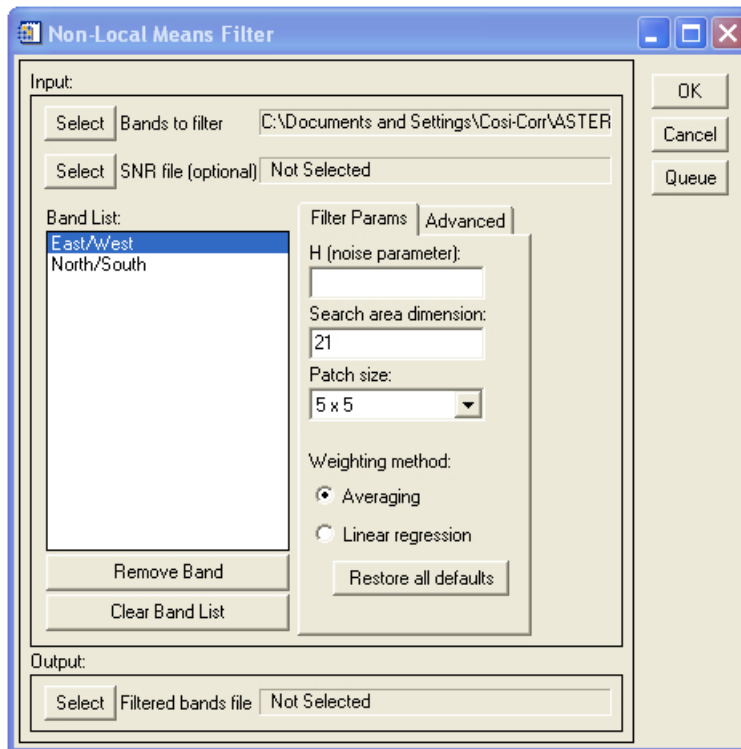 Non-Local Means Filter
Input:
Select Bands to filter C:\Documents and Settings\Cosi-Corr\ASTER
Select SNR file (optional) Not Selected
Band List:
East/West
North/South
Remove Band
Clear Band List
Filter Params Advanced
H (noise parameter):
Search area dimension:
21
Patch size:
5 x 5
Weighting method:
Averaging
Linear regression
Restore all defaults
Output:
Select Filtered bands file Not Selected
OK
Cancel
Queue